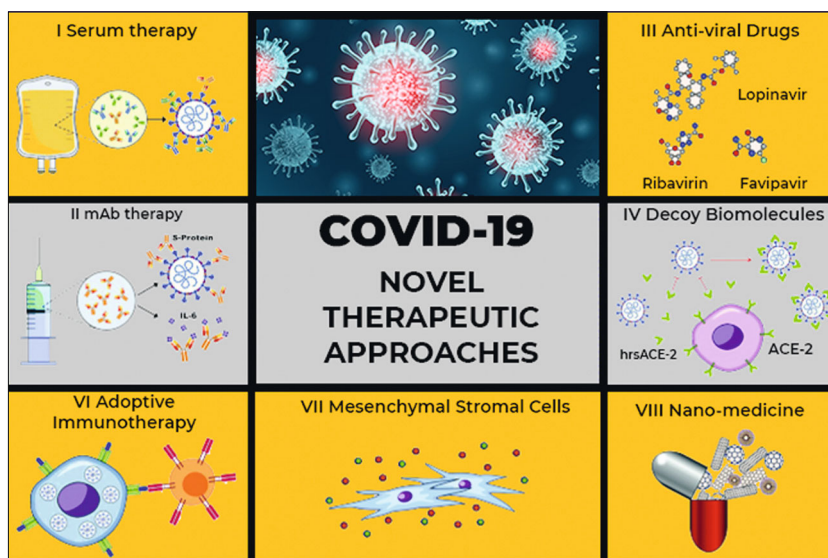 I Serum therapy
III Anti-viral Drugs
Lopinavir
Ribavirin
Favipavir
II mAb therapy
S-Protein
IL-6
COVID-19
NOVEL
THERAPEUTIC
APPROACHES
IV Decoy Biomolecules
hrsACE-2
ACE-2
VI Adoptive
Immunotherapy
VII Mesenchymal Stromal Cells
VIII Nano-medicine